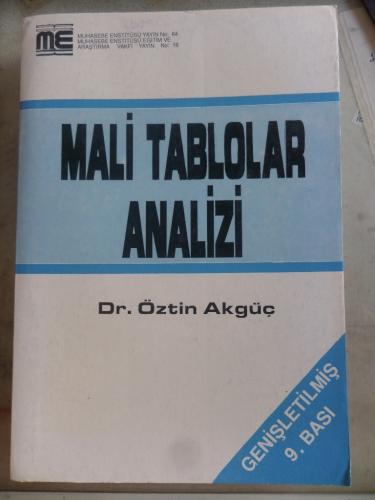 me
MUHASEBE ENSTİTÜSÜ YAYIN No. 64
MUHASEBE ENSTİTÜSÜ EĞİTİM VE
ARAŞTIRMA VAKFI YAYIN. No: 16
MALİ TABLOLAR
ANALİZİ
Dr. Öztin Akgüç
GENİŞLETİLMİŞ
9. BASI